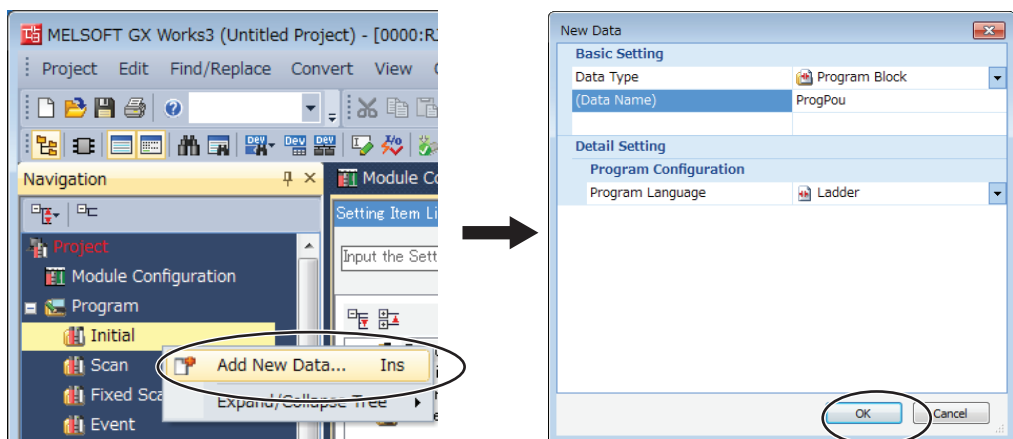 MELSOFT GX Works3 (Untitled Project) - [0000:R
Project Edit Find/Replace Convert View
Navigation
Module Co
Setting Item Li
Input the Sett
Project
Module Configuration
Program
Initial
Scan
Fixed Sca
Event
Add New Data... Ins
Expand/Collapse Tree
New Data
Basic Setting
Data Type Program Block
(Data Name) ProgPou
Detail Setting
Program Configuration
Program Language Ladder
OK Cancel